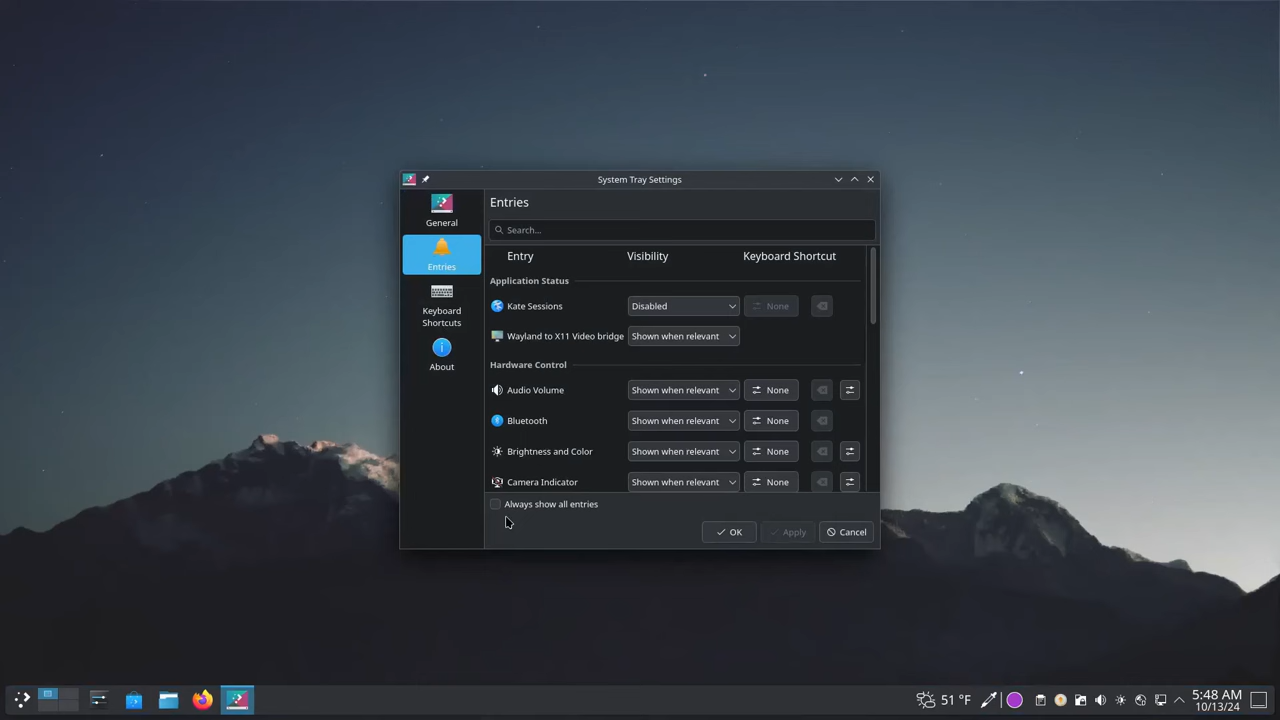 System Tray Settings
General
Entries
Keyboard
Shortcuts
About
Entries
Search...
Entry Visibility Keyboard Shortcut
Application Status
Kate Sessions Disabled None
Wayland to X11 Video bridge Shown when relevant
Hardware Control
Audio Volume Shown when relevant None
Bluetooth Shown when relevant None
Brightness and Color Shown when relevant None
Camera Indicator Shown when relevant None
Always show all entries
OK Apply Cancel
51 °F
5:48 AM
10/13/24